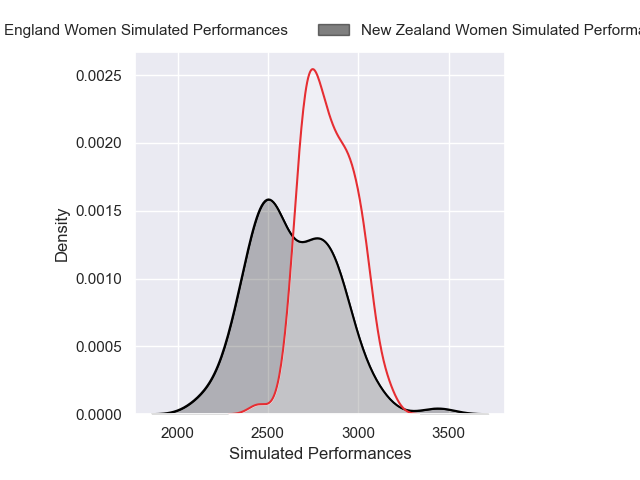 England Women Simulated Performances
New Zealand Women Simulated
0.0025
0.0020
0.0015
0.0010
0.0005
0.0000
Density
2000 2500 3000 3500
Simulated Performances